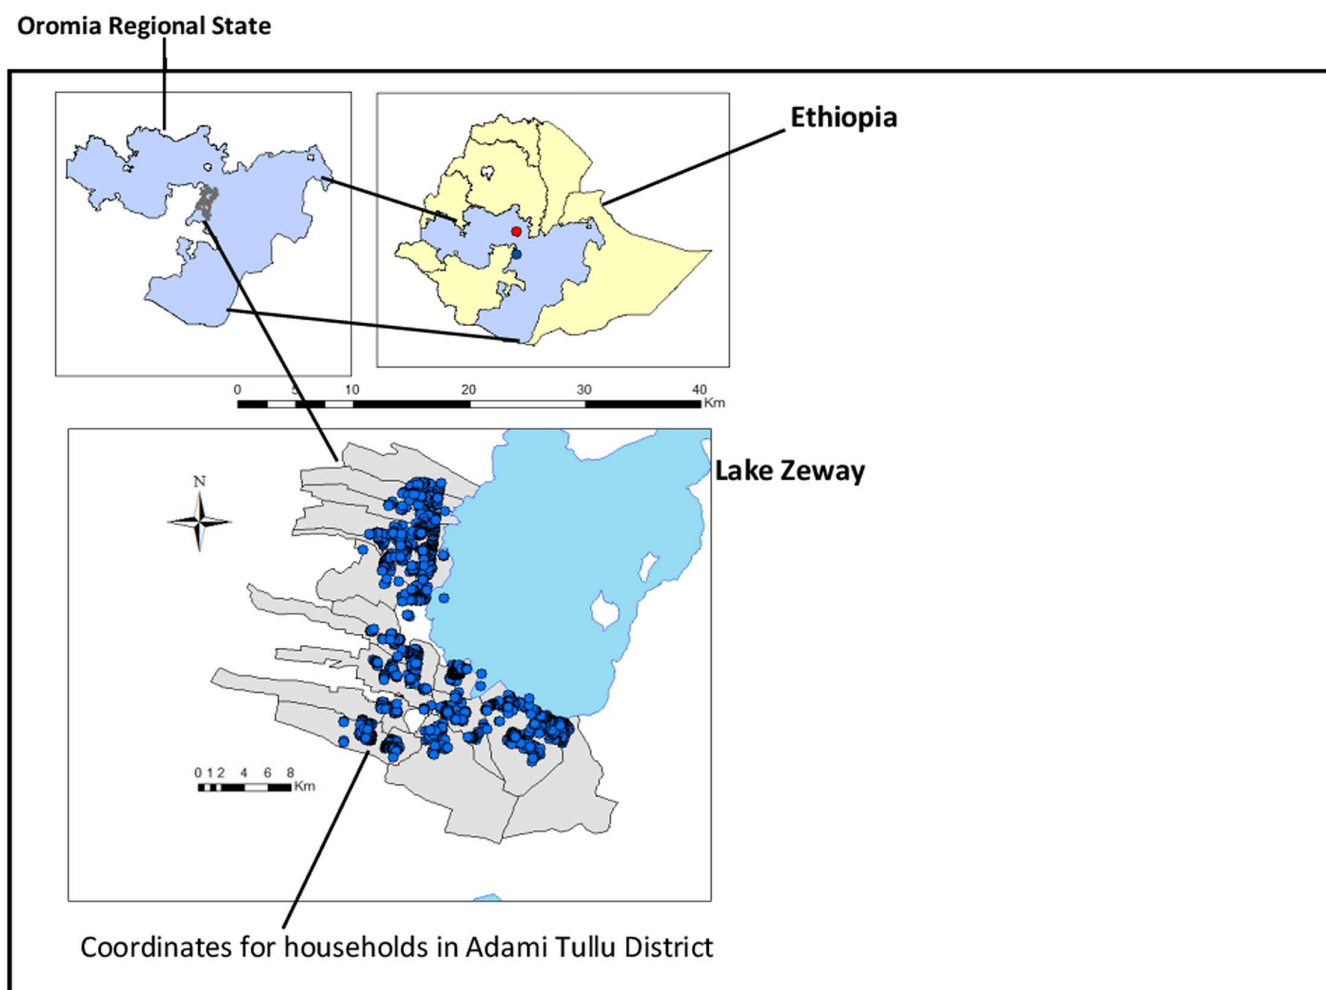 Oromia Regional State
Ethiopia
0 5 10 20 30 40
Km
Lake Zeway
N
0 1 2 4 6 8
Km
Coordinates for households in Adami Tullu District